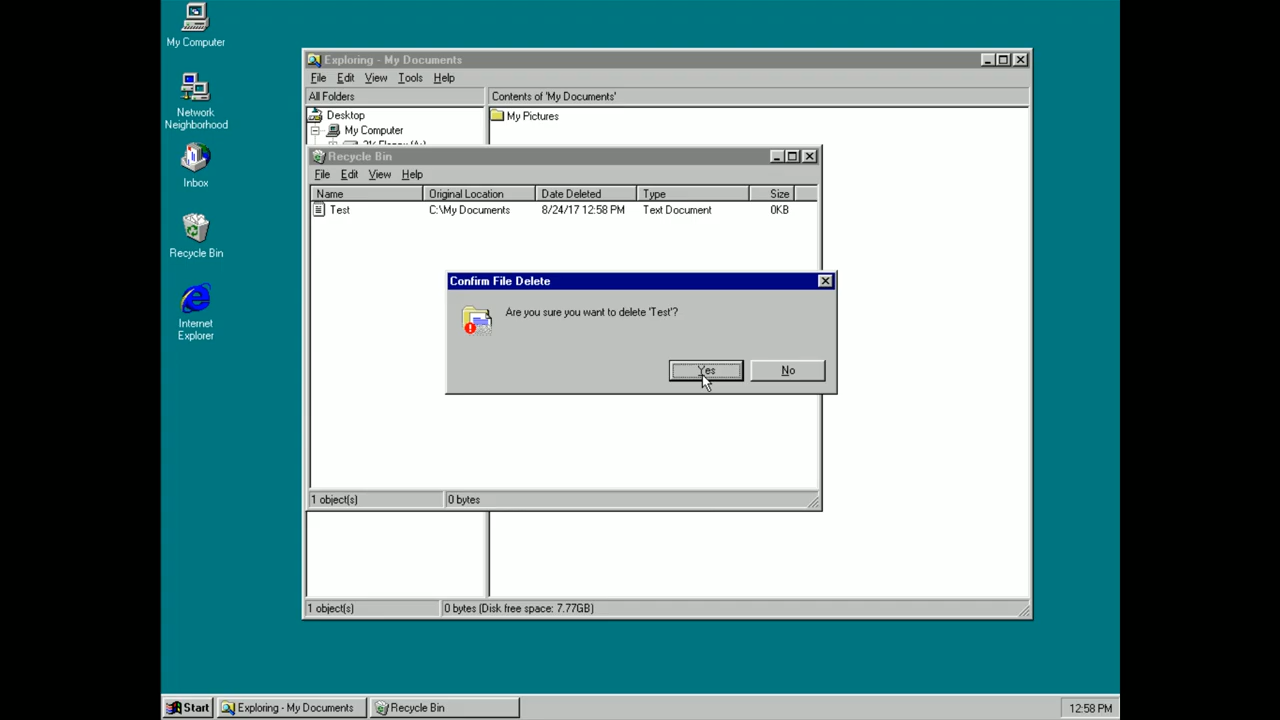 My Computer
Network
Neighborhood
Inbox
Recycle Bin
Internet
Explorer
Exploring - My Documents
File Edit View Tools Help
All Folders
Contents of 'My Documents'
Desktop
My Computer
My Pictures
Recycle Bin
File Edit View Help
Name Original Location Date Deleted Type Size
Test C:\My Documents 8/24/17 12:58 PM Text Document 0KB
Confirm File Delete
Are you sure you want to delete 'Test'?
Yes No
1 object(s) 0 bytes
1 object(s) 0 bytes (Disk free space: 7.77GB)
Start Exploring - My Documents Recycle Bin 12:58 PM